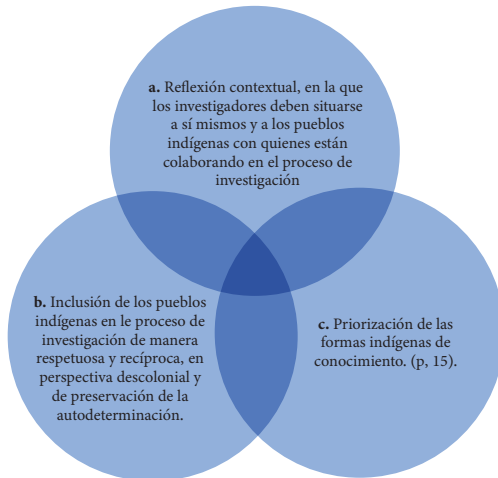 a. Reflexión contextual, en la que
los investigadores deben situarse
a sí mismos y a los pueblos
indígenas con quienes están
colaborando en el proceso de
investigación
b. Inclusión de los pueblos
indígenas en le proceso de
investigación de manera
respetuosa y recíproca, en
perspectiva descolonial y
de preservación de la
autodeterminación.
c. Priorización de las
formas indígenas de
conocimiento. (p, 15).